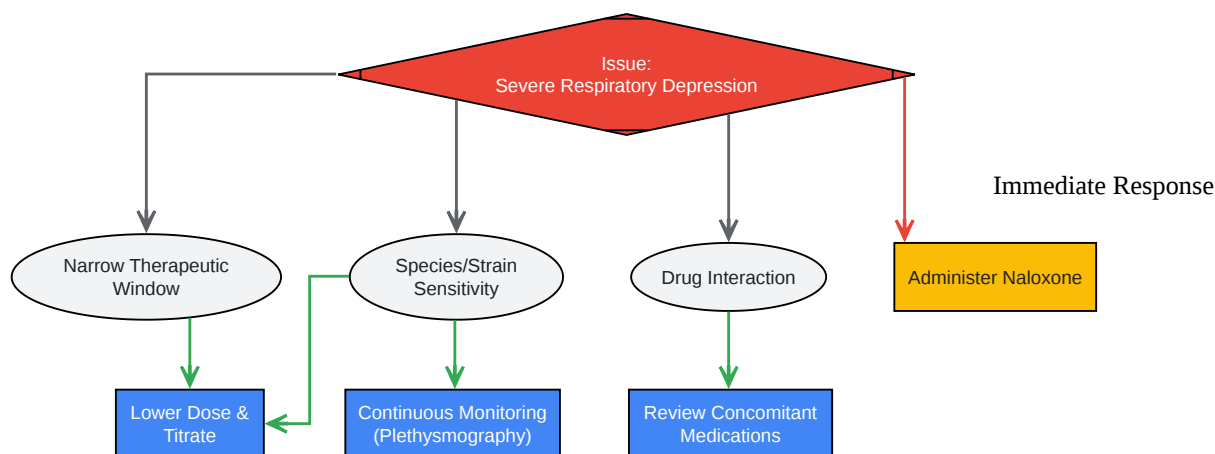 Issue:
Severe Respiratory Depression
Immediate Response
Narrow Therapeutic
Window
Species/Strain
Sensitivity
Drug Interaction
Administer Naloxone
Lower Dose &
Titrate
Continuous Monitoring
(Plethysmography)
Review Concomitant
Medications